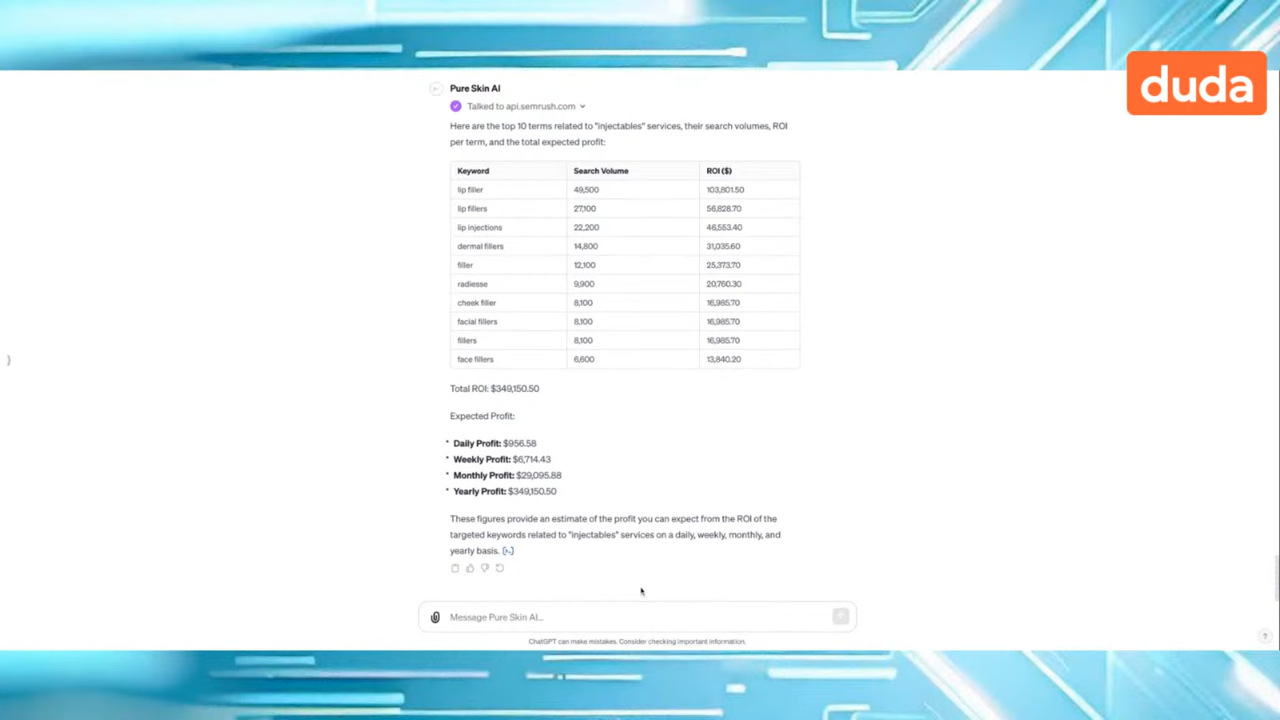 duda
Pure Skin AI
Talked to api.semrush.com
Here are the top 10 terms related to "injectables" services, their search volumes, ROI
per term, and the total expected profit:
Keyword Search Volume ROI ($)
lip filler 49,500 103,801.50
lip fillers 27,100 56,828.70
lip injections 22,200 46,553.40
dermal fillers 14,800 31,035.60
filler 12,100 25,373.70
radiesse 9,900 20,760.30
cheek filler 8,100 16,985.70
facial fillers 8,100 16,985.70
fillers 8,100 16,985.70
face fillers 6,600 13,840.20
Total ROI: $349,150.50
Expected Profit:
Daily Profit: $956.58
Weekly Profit: $6,714.43
Monthly Profit: $29,095.88
Yearly Profit: $349,150.50
These figures provide an estimate of the profit you can expect from the ROI of the
targeted keywords related to "injectables" services on a daily, weekly, monthly, and
yearly basis. [>-]
Message Pure Skin AI...
ChatGPT can make mistakes. Consider checking important information.
?